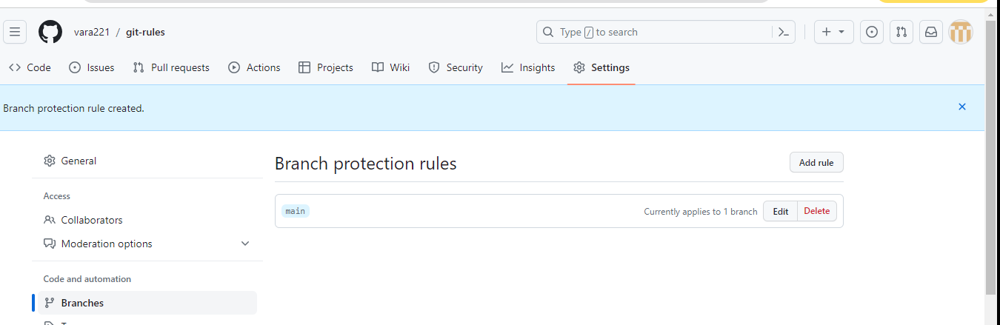 vara221 / git-rules
Type / to search
Code Issues Pull requests Actions Projects Wiki Security Insights Settings
Branch protection rule created.
General
Access
Collaborators
Moderation options
Code and automation
Branches
Branch protection rules
Add rule
main
Currently applies to 1 branch
Edit
Delete